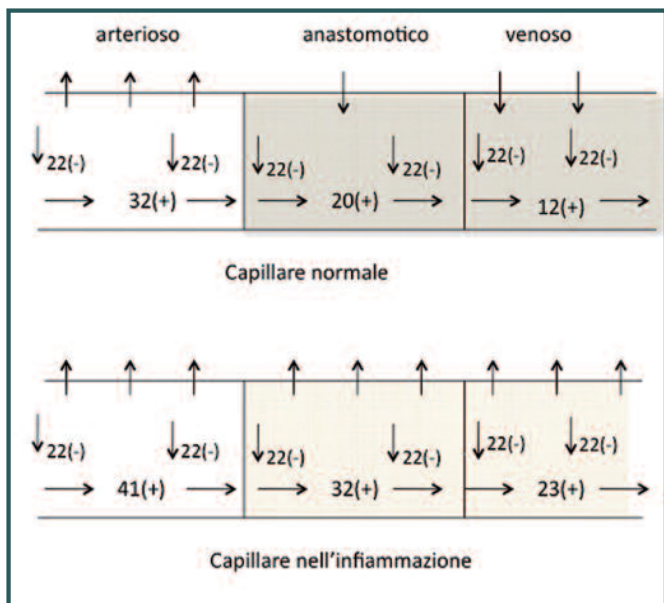 arterioso anastomotico venoso
22(-) 22(-) 22(-) 22(-) 22(-) 22(-)
32(+) 20(+) 12(+)
Capillare normale
22(-) 22(-) 22(-) 22(-) 22(-) 22(-)
41(+) 32(+) 23(+)
Capillare nell'infiammazione